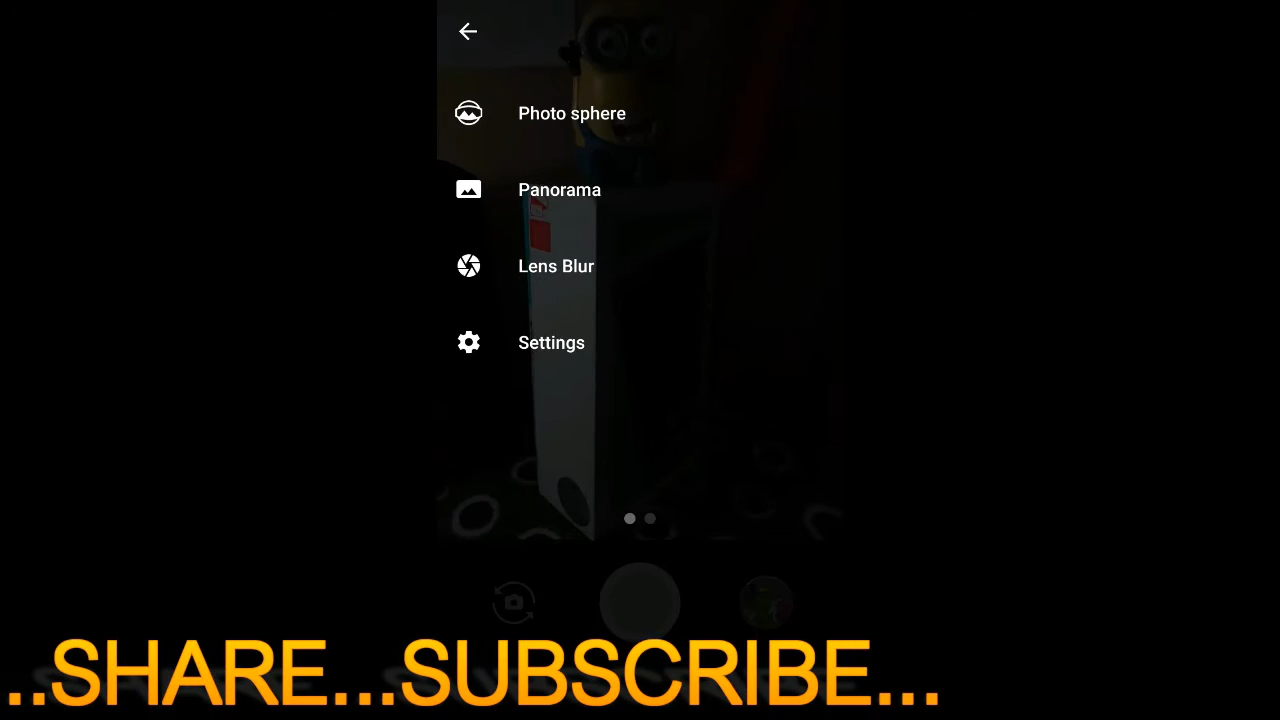 Photo sphere
Panorama
Lens Blur
Settings
..SHARE...SUBSCRIBE...